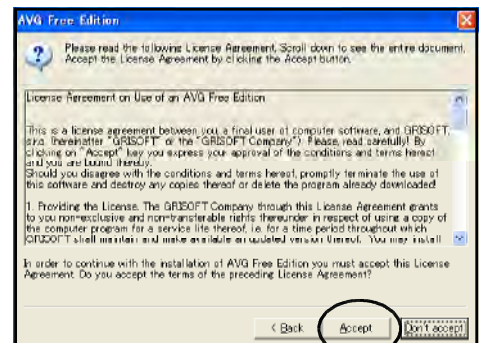 AVG Free Edition
Please read the following License Agreement. Scroll down to see the entire document.
Accept the License Agreement by clicking the Accept button.
License Agreement on Use of an AVG Free Edition
This is a license agreement between you, a final user of computer software, and GRISOFT,
s.r.o. (hereinafter "GRISOFT" or the "GRISOFT Company"). Please, read carefully! By
clicking on "Accept" key you express your approval of the conditions and terms hereof
and you are bound thereby.
Should you disagree with the conditions and terms hereof, promptly terminate the use of
this software and destroy any copies thereof or delete the program already downloaded
1. Providing the License. The GRISOFT Company through this License Agreement grants
to you non-exclusive and non-transferable rights thereunder in respect of using a copy of
the computer program for a service life thereof, i.e. for a time period throughout which
GRISOFT shall maintain and make available an updated version thereof. You may install
In order to continue with the installation of AVG Free Edition you must accept this License
Agreement. Do you accept the terms of the preceding License Agreement?
< Back Accept Don't accept